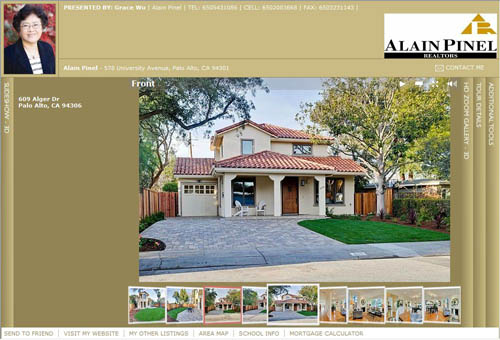 PRESENTED BY: Grace Wu | Alain Pinel | TEL: 6505431086 | CELL: 6502083668 | FAX: 6503231143 |
ALAIN PINEL
REALTORS
Alain Pinel - 570 University Avenue, Palo Alto, CA 94301
CONTACT ME
Front
SLIDESHOW - 3D
609 Alger Dr
Palo Alto, CA 94306
HD ZOOM GALLERY - 3D
TOUR DETAILS
ADDITIONAL TOOLS
SEND TO FRIEND | VISIT MY WEBSITE | MY OTHER LISTINGS | AREA MAP | SCHOOL INFO | MORTGAGE CALCULATOR